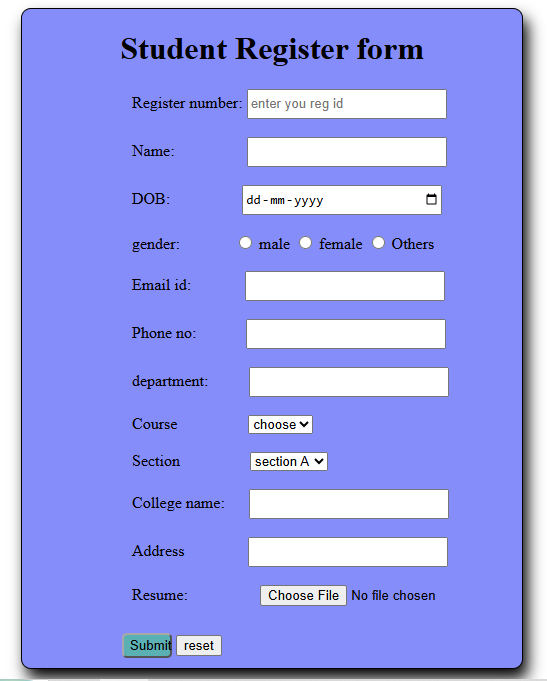 Student Register form
Register number: enter you reg id
Name:
DOB: dd-mm-yyyy
gender: male female Others
Email id:
Phone no:
department:
Course choose
Section section A
College name:
Address
Resume: Choose File No file chosen
Submit reset